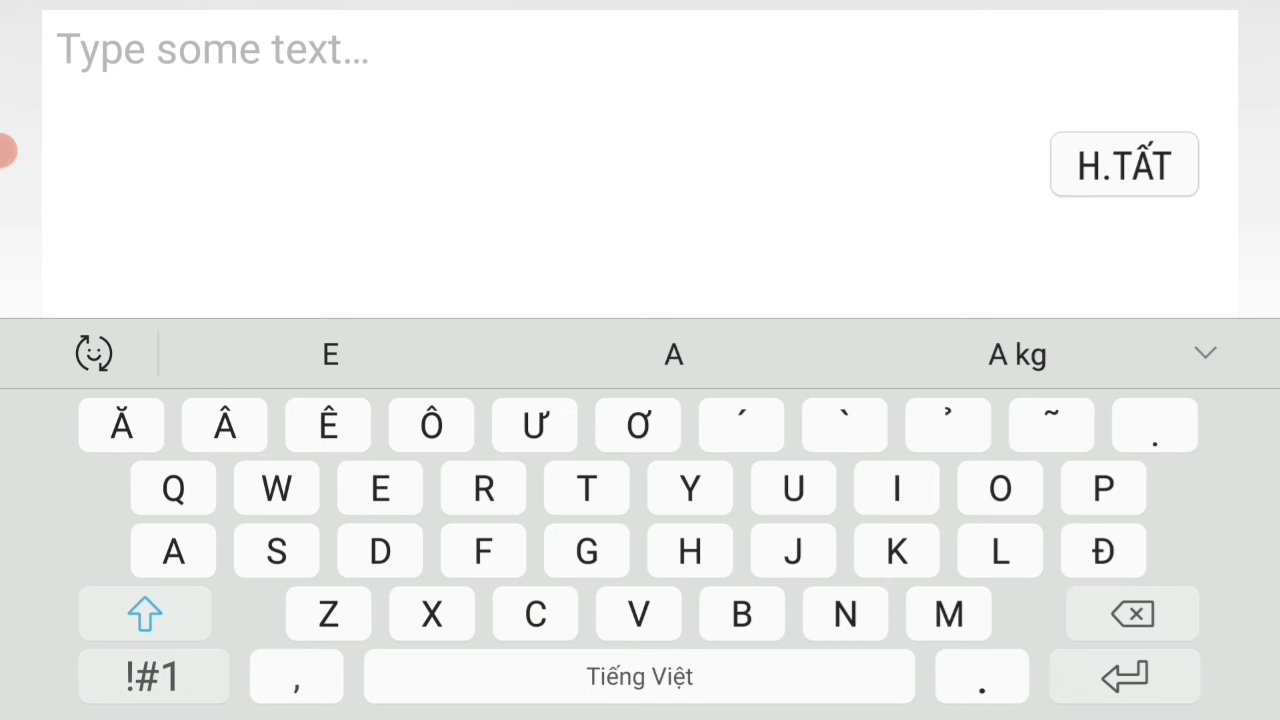 Type some text...
H.TẤT
E A A kg
Ă Â Ê Ô Ư Ơ ´ ` ̉ ~ .
Q W E R T Y U I O P
A S D F G H J K L Đ
Z X C V B N M
!#1 , Tiếng Việt .